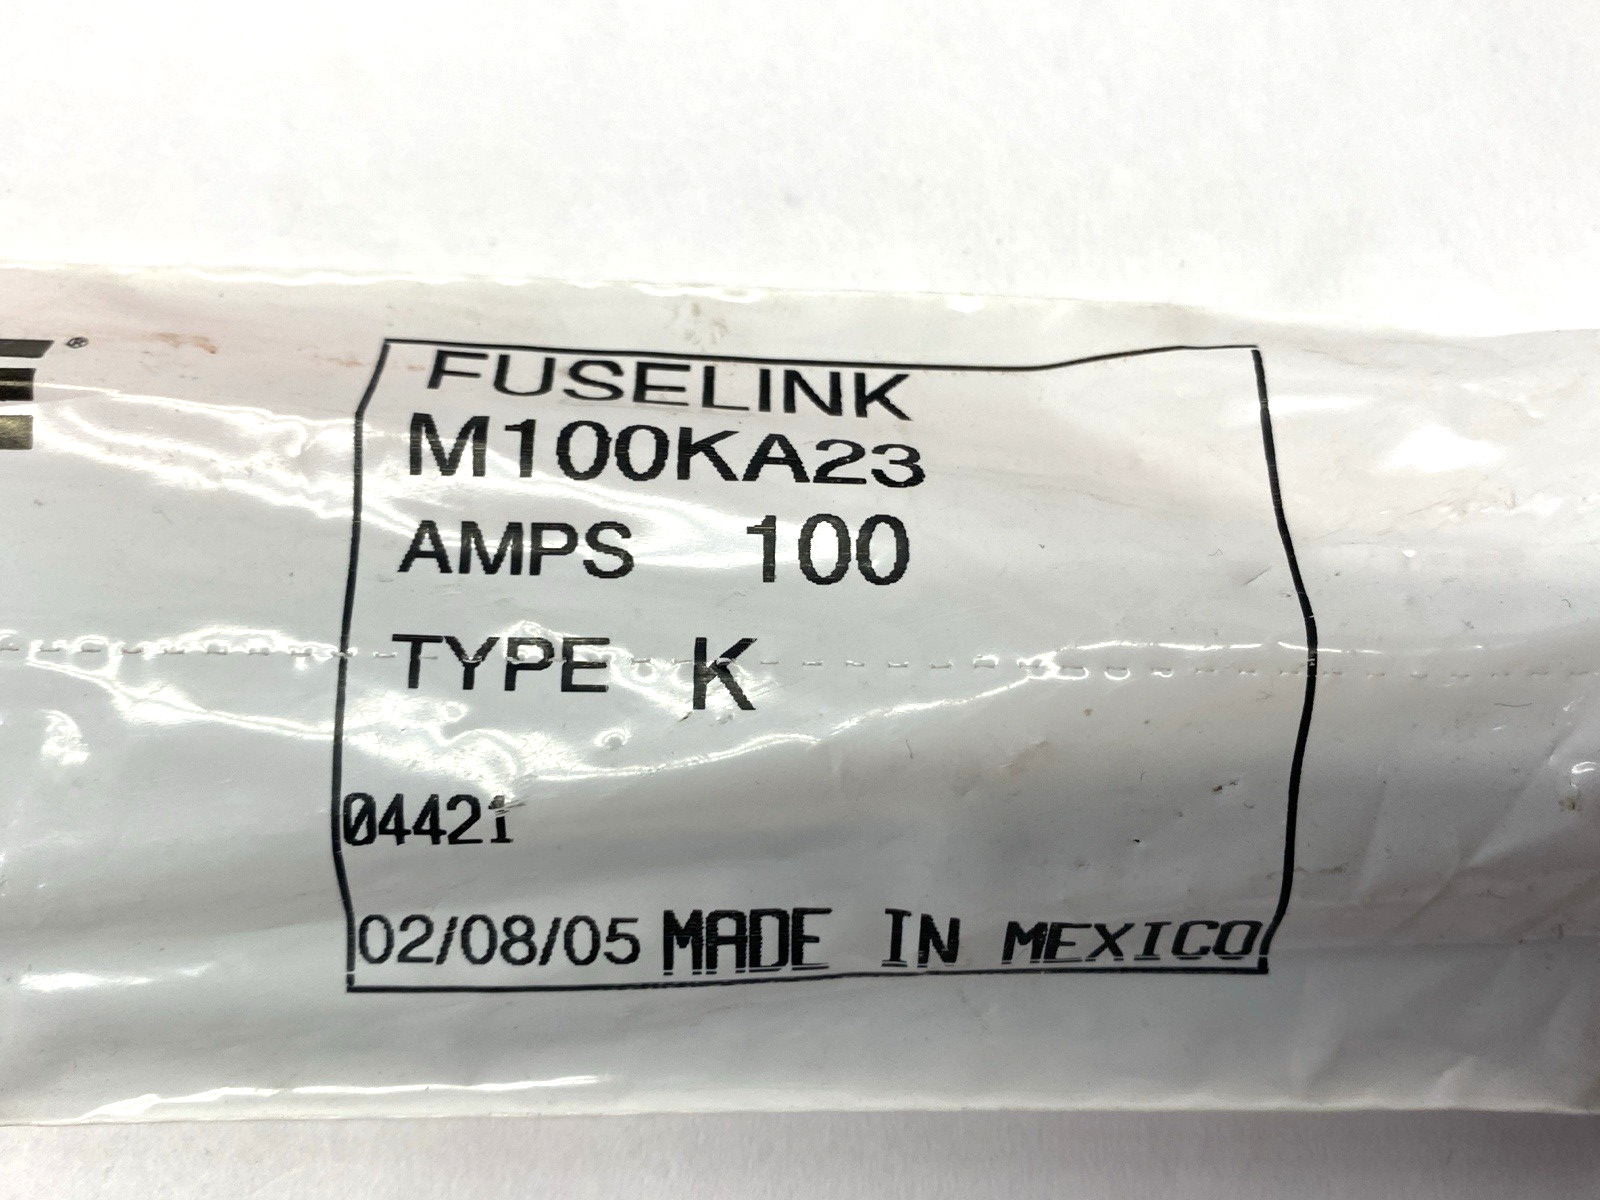 ®
FUSELINK
M100KA23
AMPS 100
TYPE K
04421
02/08/05 MADE IN MEXICO